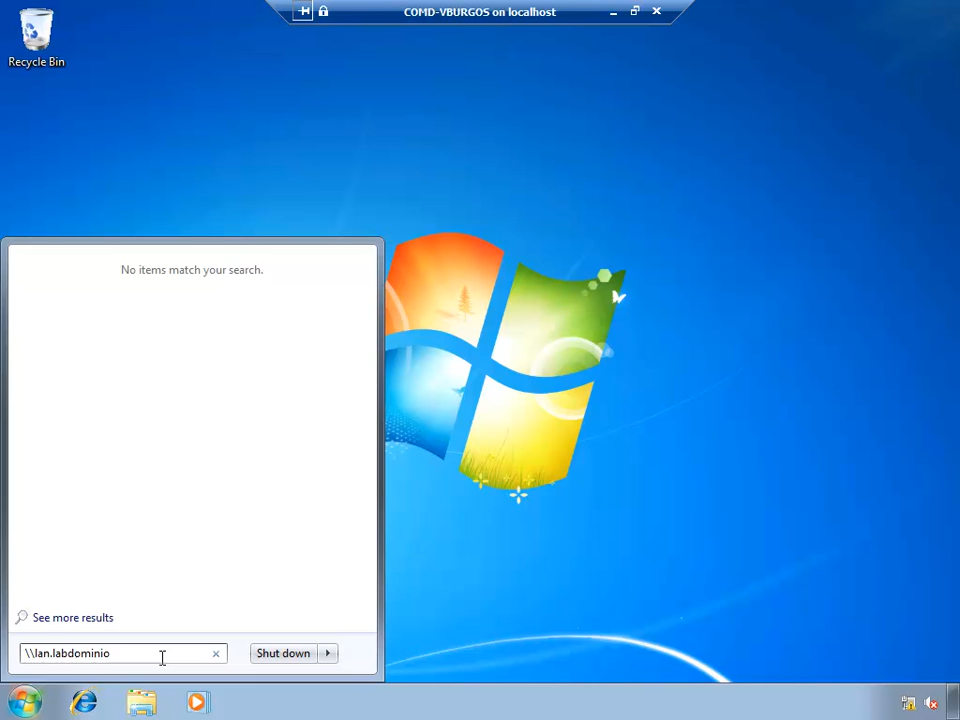 COMD-VBURGOS on localhost
Recycle Bin
No items match your search.
See more results
\\lan.labdominio
Shut down